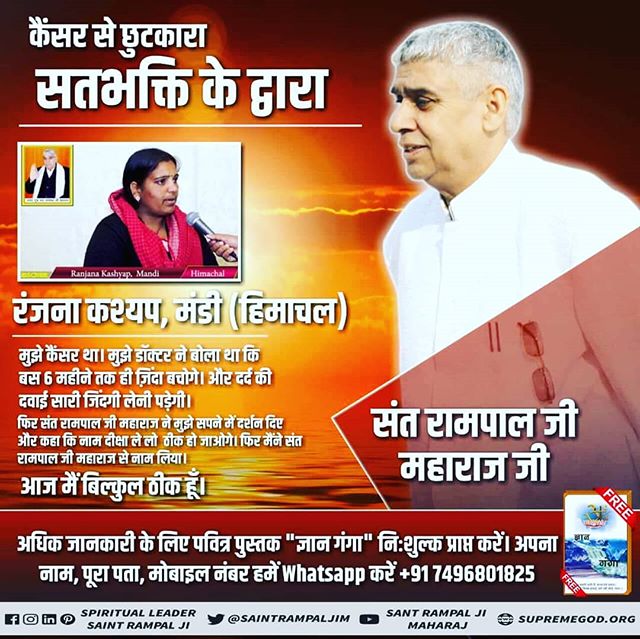 कैंसर से छुटकारा
सतभक्ति के द्वारा
Ranjana Kashyap, Mandi Himachal
रंजना कश्यप, मंडी (हिमाचल)
मुझे कैंसर था। मुझे डॉक्टर ने बोला था कि
बस 6 महीने तक ही ज़िंदा बचोगे। और दर्द की
दवाई सारी जिंदगी लेनी पड़ेगी।
फिर संत रामपाल जी महाराज ने मुझे सपने में दर्शन दिए
और कहा कि नाम दीक्षा ले लो ठीक हो जाओगे। फिर मैंने संत
रामपाल जी महाराज से नाम लिया।
आज मैं बिल्कुल ठीक हूँ।
संत रामपाल जी
महाराज जी
FREE
ज्ञान
गंगा
FREE
अधिक जानकारी के लिए पवित्र पुस्तक "ज्ञान गंगा" नि:शुल्क प्राप्त करें। अपना
नाम, पूरा पता, मोबाइल नंबर हमें Whatsapp करें +91 7496801825
SPIRITUAL LEADER
SAINT RAMPAL JI
@SAINTRAMPALJIM
SANT RAMPAL JI
MAHARAJ
SUPREMEGOD.ORG